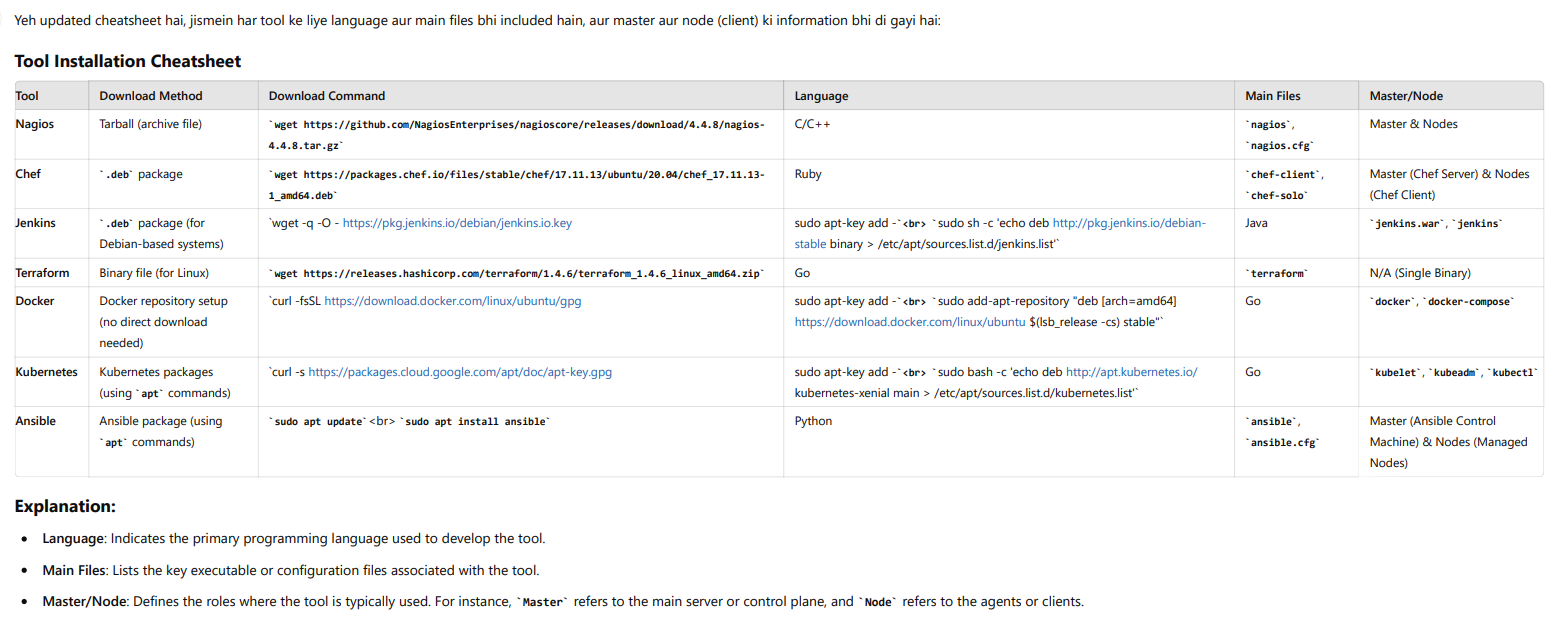 Yeh updated cheatsheet hai, jismein har tool ke liye language aur main files bhi included hain, aur master aur node (client) ki information bhi di gayi hai:
Tool Installation Cheatsheet
Tool Download Method Download Command Language Main Files Master/Node
Nagios Tarball (archive file) `wget https://github.com/NagiosEnterprises/nagioscore/releases/download/4.4.8/nagios- C/C++ `nagios`, Master & Nodes
4.4.8.tar.gz` `nagios.cfg`
Chef `.deb` package `wget https://packages.chef.io/files/stable/chef/17.11.13/ubuntu/20.04/chef_17.11.13- Ruby `chef-client`, Master (Chef Server) & Nodes
1_amd64.deb` `chef-solo` (Chef Client)
Jenkins `.deb` package (for `wget -q -O - https://pkg.jenkins.io/debian/jenkins.io.key sudo apt-key add -`<br> `sudo sh -c 'echo deb http://pkg.jenkins.io/debian- Java `jenkins.war`, `jenkins`
Debian-based systems) stable binary > /etc/apt/sources.list.d/jenkins.list'`
Terraform Binary file (for Linux) `wget https://releases.hashicorp.com/terraform/1.4.6/terraform_1.4.6_linux_amd64.zip` Go `terraform` N/A (Single Binary)
Docker Docker repository setup `curl -fsSL https://download.docker.com/linux/ubuntu/gpg sudo apt-key add -`<br> `sudo add-apt-repository "deb [arch=amd64] Go `docker`, `docker-compose`
(no direct download https://download.docker.com/linux/ubuntu $(lsb_release -cs) stable"`
needed)
Kubernetes Kubernetes packages `curl -s https://packages.cloud.google.com/apt/doc/apt-key.gpg sudo apt-key add -`<br> `sudo bash -c 'echo deb http://apt.kubernetes.io/ Go `kubelet`, `kubeadm`, `kubectl`
(using `apt` commands) kubernetes-xenial main > /etc/apt/sources.list.d/kubernetes.list'`
Ansible Ansible package (using `sudo apt update`<br> `sudo apt install ansible` Python `ansible`, Master (Ansible Control
`apt` commands) `ansible.cfg` Machine) & Nodes (Managed
Nodes)
Explanation:
• Language: Indicates the primary programming language used to develop the tool.
• Main Files: Lists the key executable or configuration files associated with the tool.
• Master/Node: Defines the roles where the tool is typically used. For instance, `Master` refers to the main server or control plane, and `Node` refers to the agents or clients.